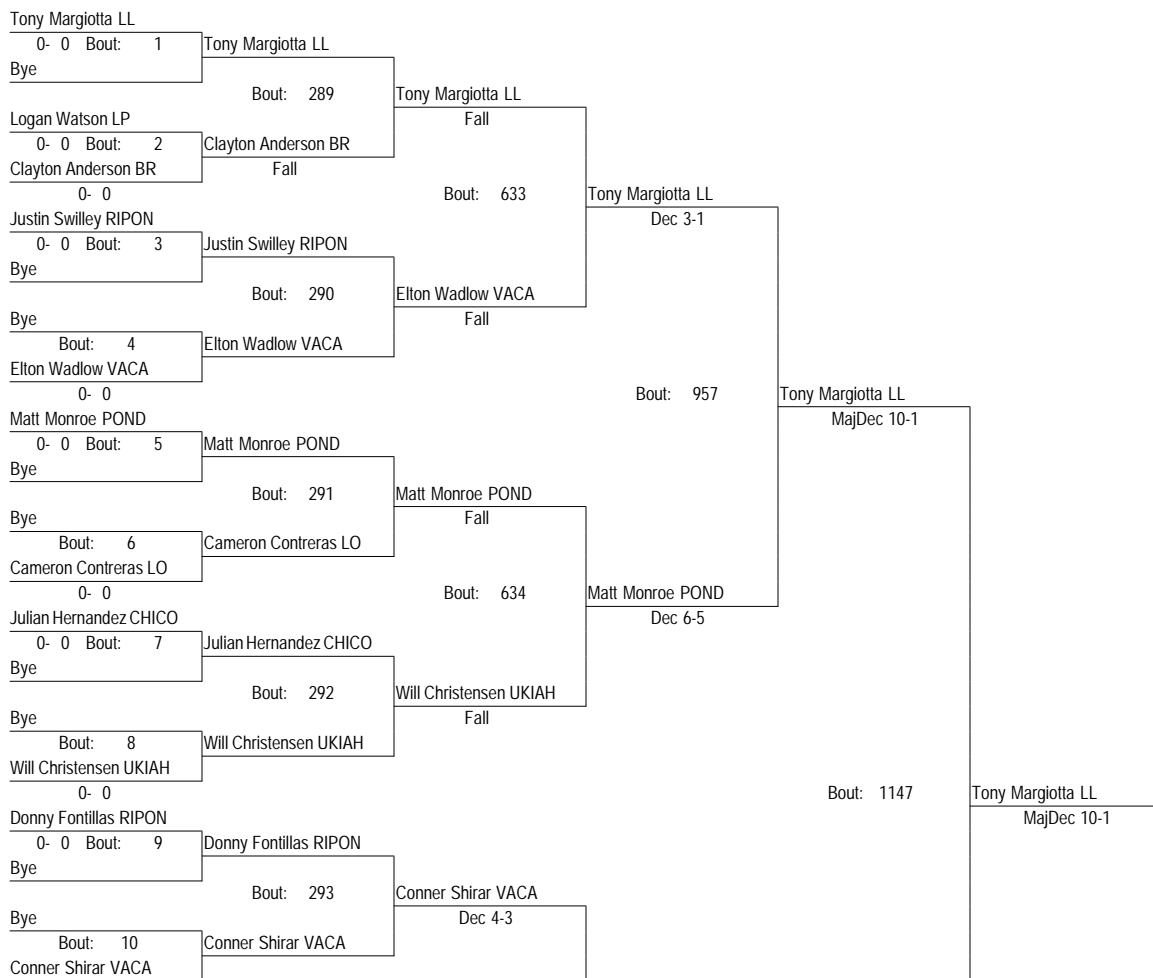 Tony Margiotta LL
0- 0 Bout: 1 Tony Margiotta LL
Bye
Bout: 289 Tony Margiotta LL
Logan Watson LP Fall
0- 0 Bout: 2 Clayton Anderson BR
Clayton Anderson BR Fall
0- 0 Bout: 633 Tony Margiotta LL
Justin Swilley RIPON Dec 3-1
0- 0 Bout: 3 Justin Swilley RIPON
Bye
Bout: 290 Elton Wadlow VACA
Bye Fall
Bout: 4 Elton Wadlow VACA
Elton Wadlow VACA
0- 0 Bout: 957 Tony Margiotta LL
Matt Monroe POND MajDec 10-1
0- 0 Bout: 5 Matt Monroe POND
Bye
Bout: 291 Matt Monroe POND
Bye Fall
Bout: 6 Cameron Contreras LO
Cameron Contreras LO
0- 0 Bout: 634 Matt Monroe POND
Julian Hernandez CHICO Dec 6-5
0- 0 Bout: 7 Julian Hernandez CHICO
Bye
Bout: 292 Will Christensen UKIAH
Bye Fall
Bout: 8 Will Christensen UKIAH
Will Christensen UKIAH
0- 0 Bout: 1147 Tony Margiotta LL
Donny Fontillas RIPON MajDec 10-1
0- 0 Bout: 9 Donny Fontillas RIPON
Bye
Bout: 293 Conner Shirar VACA
Bye Dec 4-3
Bout: 10 Conner Shirar VACA
Conner Shirar VACA